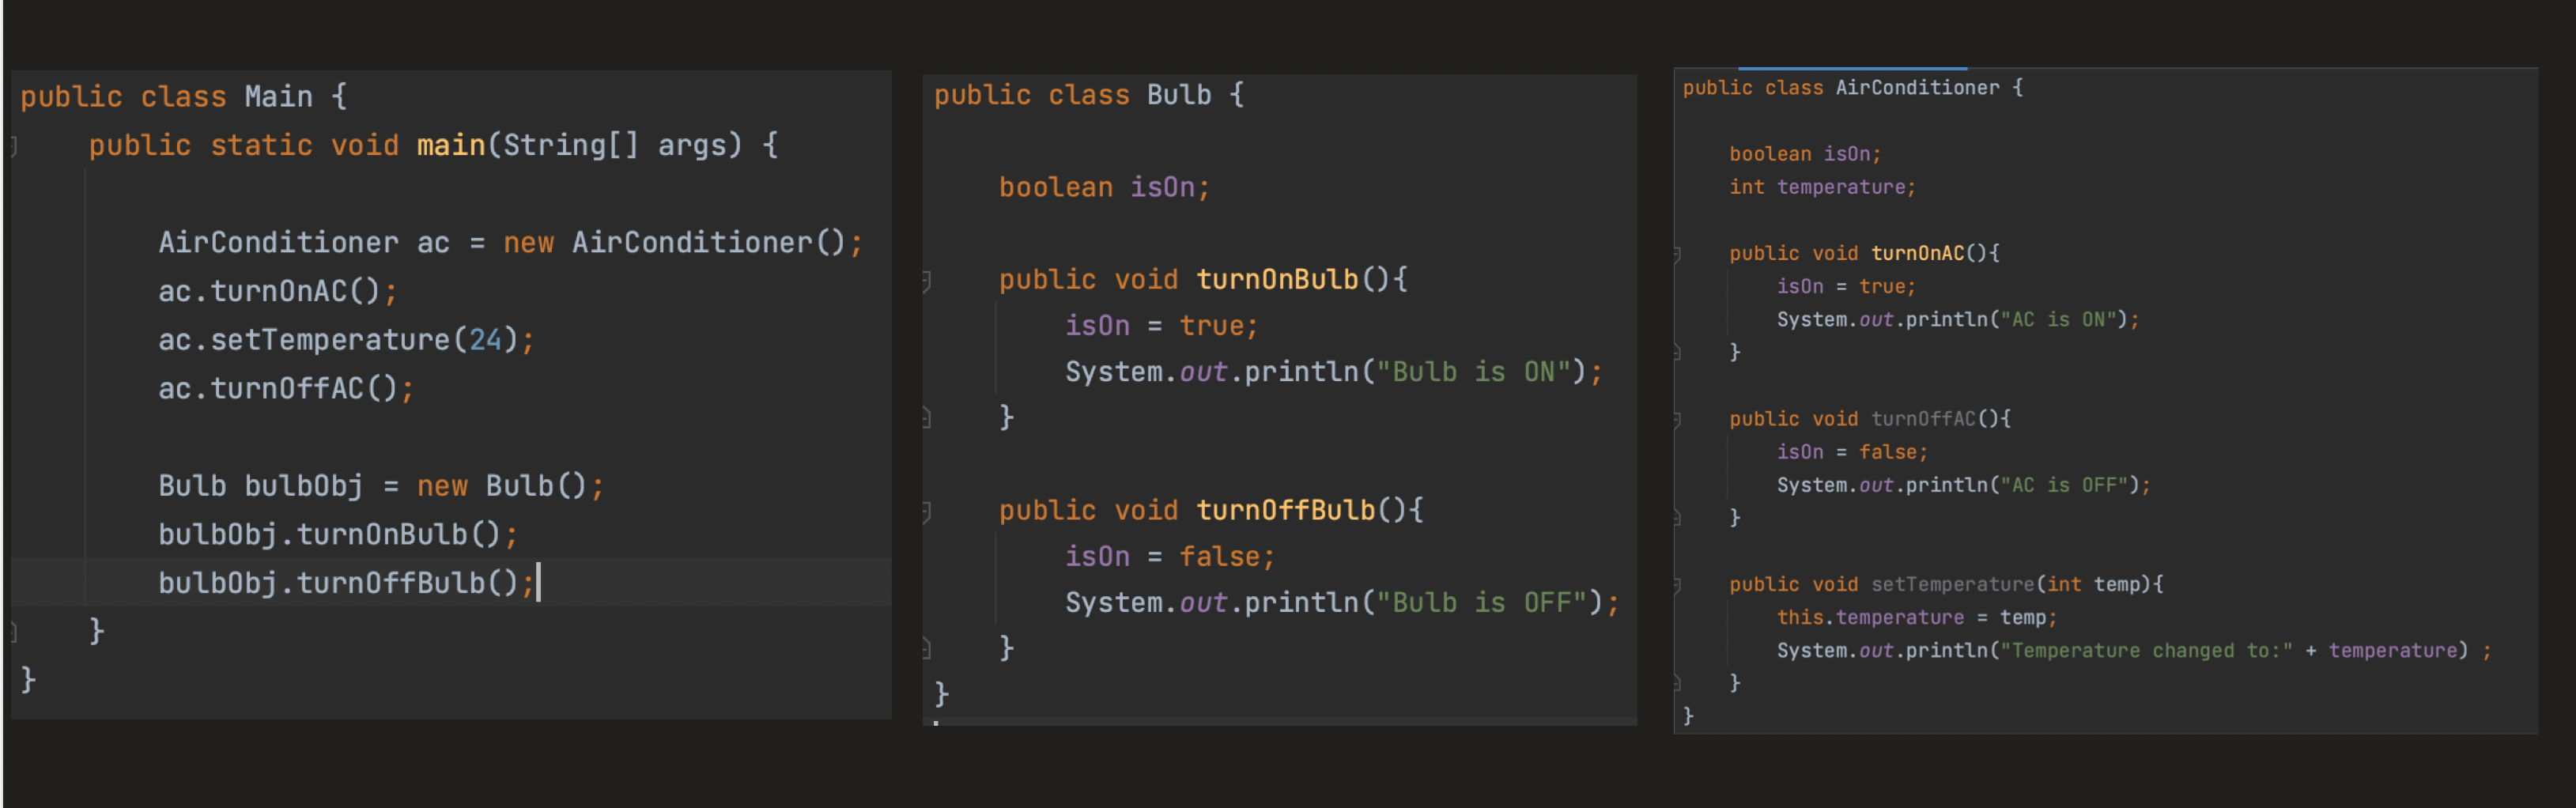 public class Main {
public static void main(String[] args) {
AirConditioner ac = new AirConditioner();
ac.turnOnAC();
ac.setTemperature(24);
ac.turnOffAC();
Bulb bulbObj = new Bulb();
bulbObj.turnOnBulb();
bulbObj.turnOffBulb();
}
}
public class Bulb {
boolean isOn;
public void turnOnBulb(){
isOn = true;
System.out.println("Bulb is ON");
}
public void turnOffBulb(){
isOn = false;
System.out.println("Bulb is OFF");
}
}
public class AirConditioner {
boolean isOn;
int temperature;
public void turnOnAC(){
isOn = true;
System.out.println("AC is ON");
}
public void turnOffAC(){
isOn = false;
System.out.println("AC is OFF");
}
public void setTemperature(int temp){
this.temperature = temp;
System.out.println("Temperature changed to:" + temperature) ;
}
}